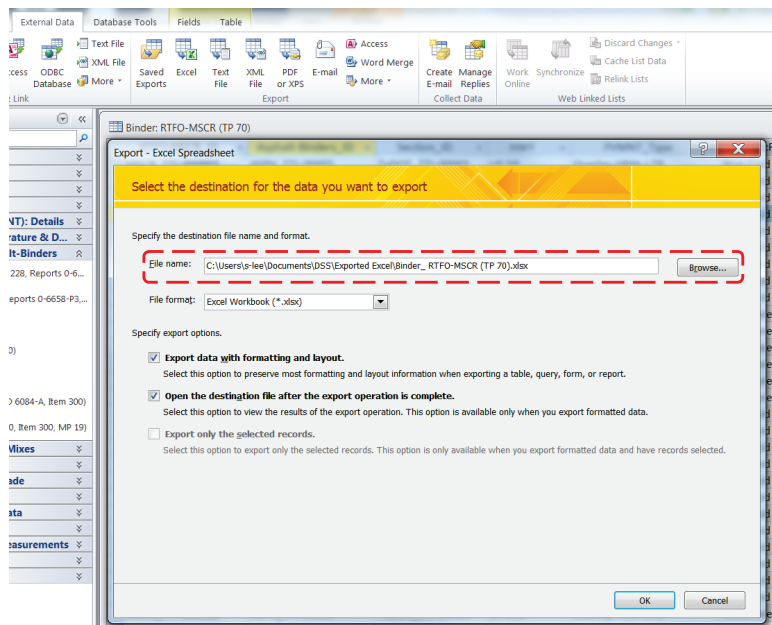 External Data Database Tools Fields Table
Text File
XML File
More
cess ODBC Database
Link
Saved Exports
Excel
Text File
XML File
PDF or XPS
E-mail
Access
Word Merge
More
Export
Create E-mail
Manage Replies
Collect Data
Work Online
Synchronize
Discard Changes
Cache List Data
Relink Lists
Web Linked Lists
NT): Details
rature & D...
lt-Binders
228, Reports 0-6...
eports 0-6658-P3,...
0)
O 6084-A, Item 300)
0, Item 300, MP 19)
Mixes
ade
ata
easurements
Binder: RTFO-MSCR (TP 70)
Export - Excel Spreadsheet
Select the destination for the data you want to export
Specify the destination file name and format.
File name: C:\Users\s-lee\Documents\DSS\Exported Excel\Binder_ RTFO-MSCR (TP 70).xlsx Browse...
File format: Excel Workbook (*.xlsx)
Specify export options.
Export data with formatting and layout.
Select this option to preserve most formatting and layout information when exporting a table, query, form, or report.
Open the destination file after the export operation is complete.
Select this option to view the results of the export operation. This option is available only when you export formatted data.
Export only the selected records.
Select this option to export only the selected records. This option is only available when you export formatted data and have records selected.
OK Cancel